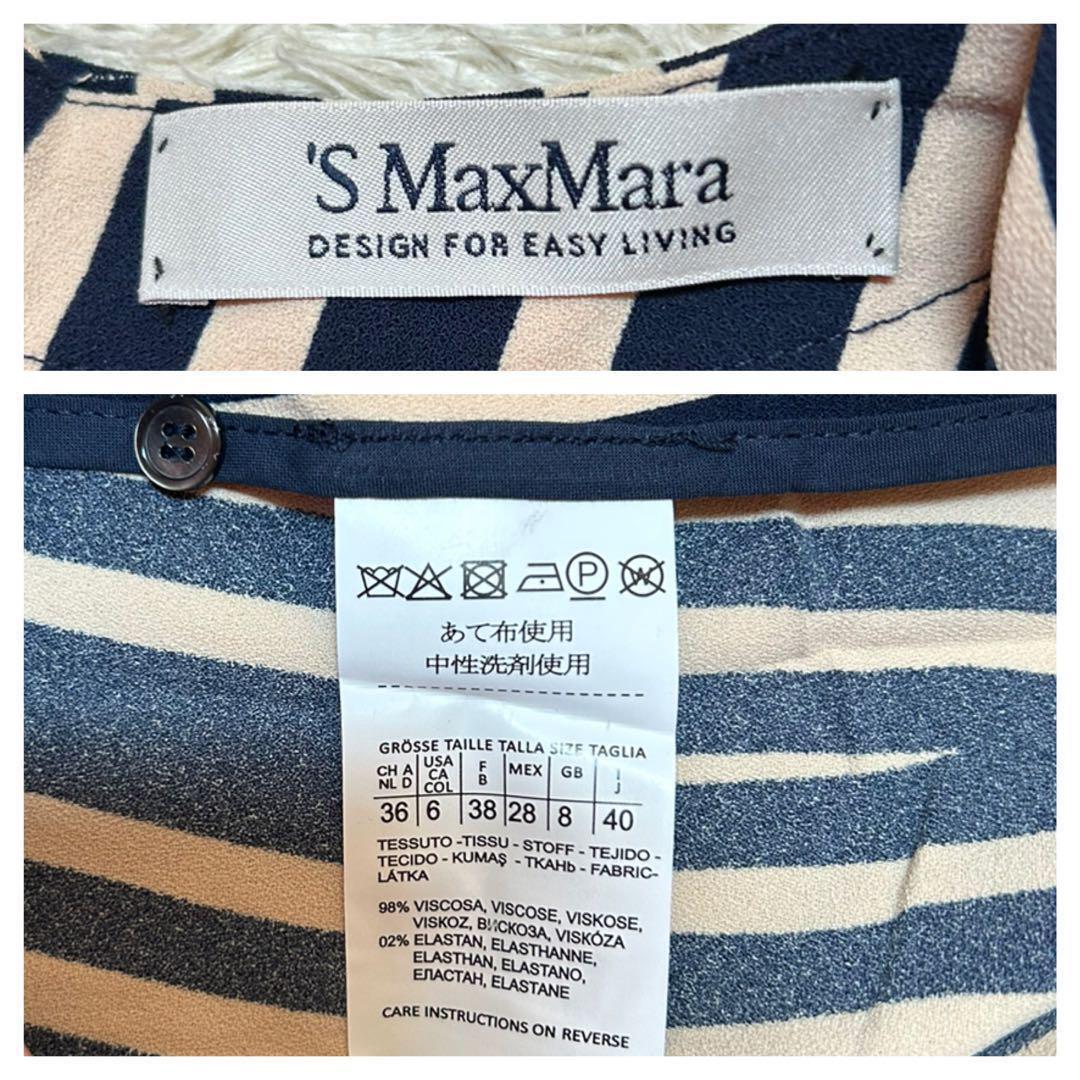 'S MaxMara
DESIGN FOR EASY LIVING
P W
あて布使用
中性洗剤使用
GRÖSSE TAILLE TALLA SIZE TAGLIA
CH A NL D USA CA COL F B MEX GB I J
36 6 38 28 8 40
TESSUTO -TISSU - STOFF - TEJIDO -
TECIDO - KUMAŞ - TKAHЬ - FABRIC-
LÁTKA
98% VISCOSA, VISCOSE, VISKOSE,
VISKOZ, ВИСКОЗА, VISKÓZA
02% ELASTAN, ELASTHANNE,
ELASTHAN, ELASTANO,
ЕЛАСТАН, ELASTANE
CARE INSTRUCTIONS ON REVERSE